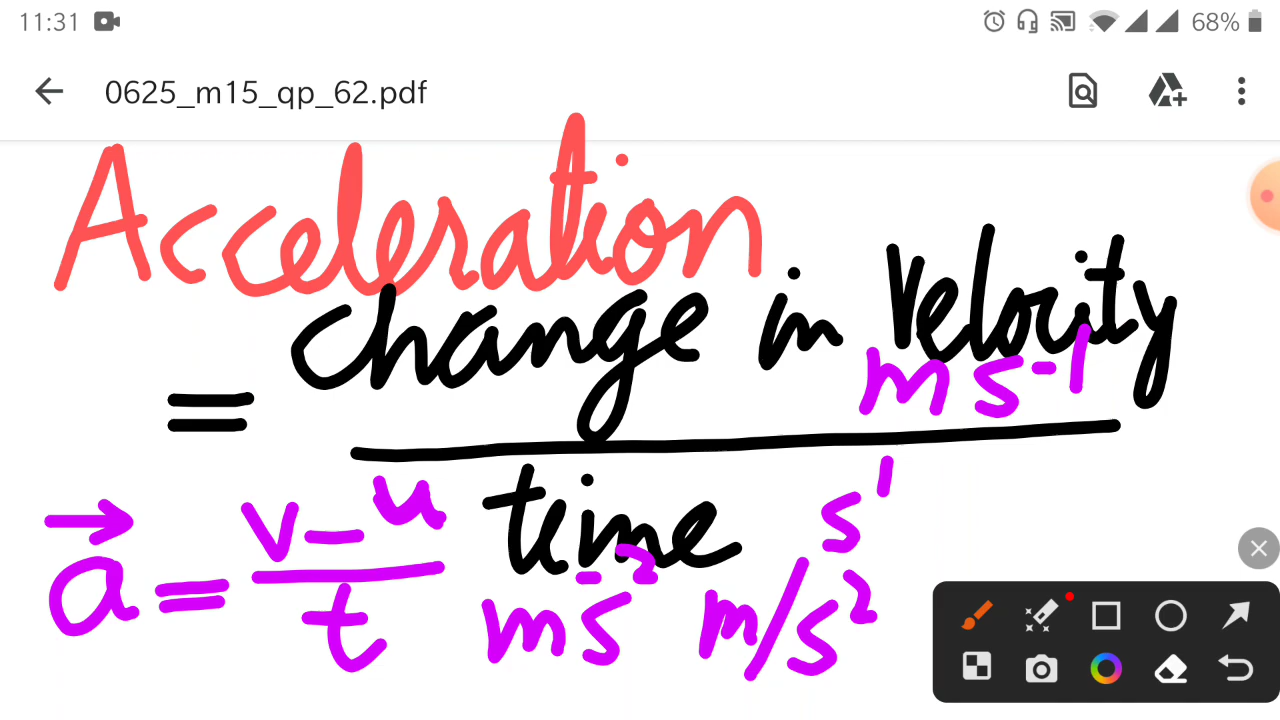 11:31 68%
0625_m15_qp_62.pdf
Acceleration
= change in Velocity
ms⁻¹
time s¹
a⃗ = v-u/t
ms⁻² m/s²